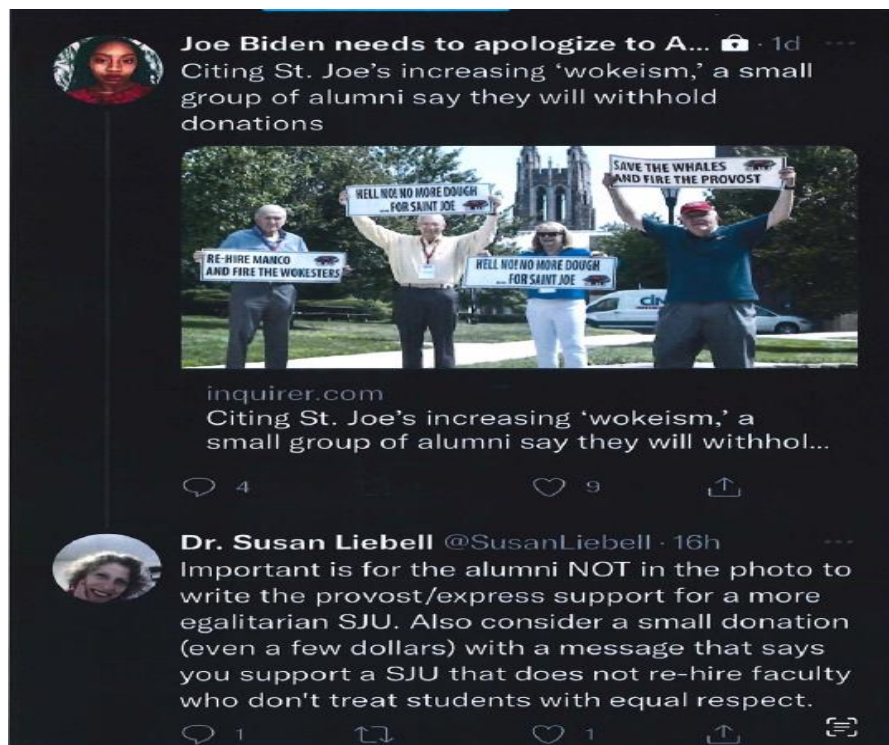 Joe Biden needs to apologize to A... · 1d ...
Citing St. Joe's increasing 'wokeism,' a small
group of alumni say they will withhold
donations
SAVE THE WHALES
AND FIRE THE PROVOST
HELL NO! NO MORE DOUGH
... FOR SAINT JOE
RE-HIRE MANCO
AND FIRE THE WOKESTERS
HELL NO! NO MORE DOUGH
... FOR SAINT JOE
inquirer.com
Citing St. Joe's increasing 'wokeism,' a
small group of alumni say they will withhol...
4 9
Dr. Susan Liebell @SusanLiebell · 16h ...
Important is for the alumni NOT in the photo to
write the provost/express support for a more
egalitarian SJU. Also consider a small donation
(even a few dollars) with a message that says
you support a SJU that does not re-hire faculty
who don't treat students with equal respect.
1 1